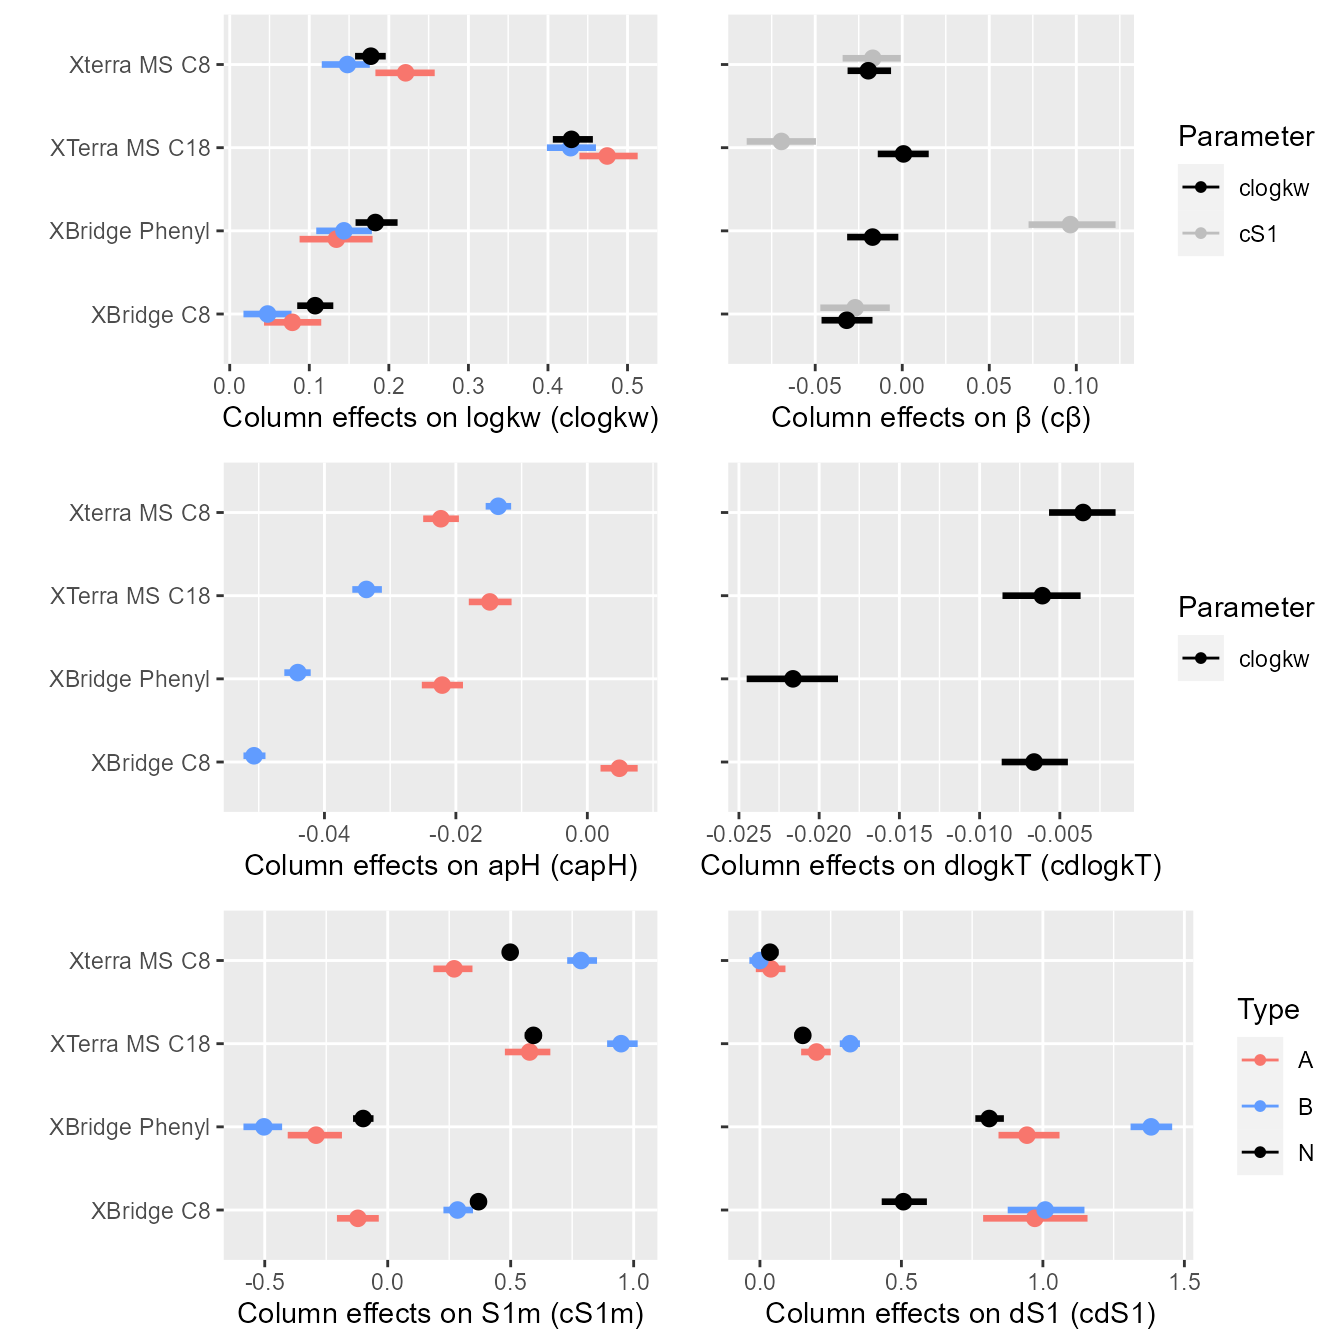 Xterra MS C8
XTerra MS C18
XBridge Phenyl
XBridge C8
0.0 0.1 0.2 0.3 0.4 0.5
Column effects on logkw (clogkw)
-0.05 0.00 0.05 0.10
Column effects on β (cβ)
Parameter
clogkw
cS1
Xterra MS C8
XTerra MS C18
XBridge Phenyl
XBridge C8
-0.04 -0.02 0.00
Column effects on apH (capH)
-0.025 -0.020 -0.015 -0.010 -0.005
Column effects on dlogkT (cdlogkT)
Parameter
clogkw
Xterra MS C8
XTerra MS C18
XBridge Phenyl
XBridge C8
-0.5 0.0 0.5 1.0
Column effects on S1m (cS1m)
0.0 0.5 1.0 1.5
Column effects on dS1 (cdS1)
Type
A
B
N